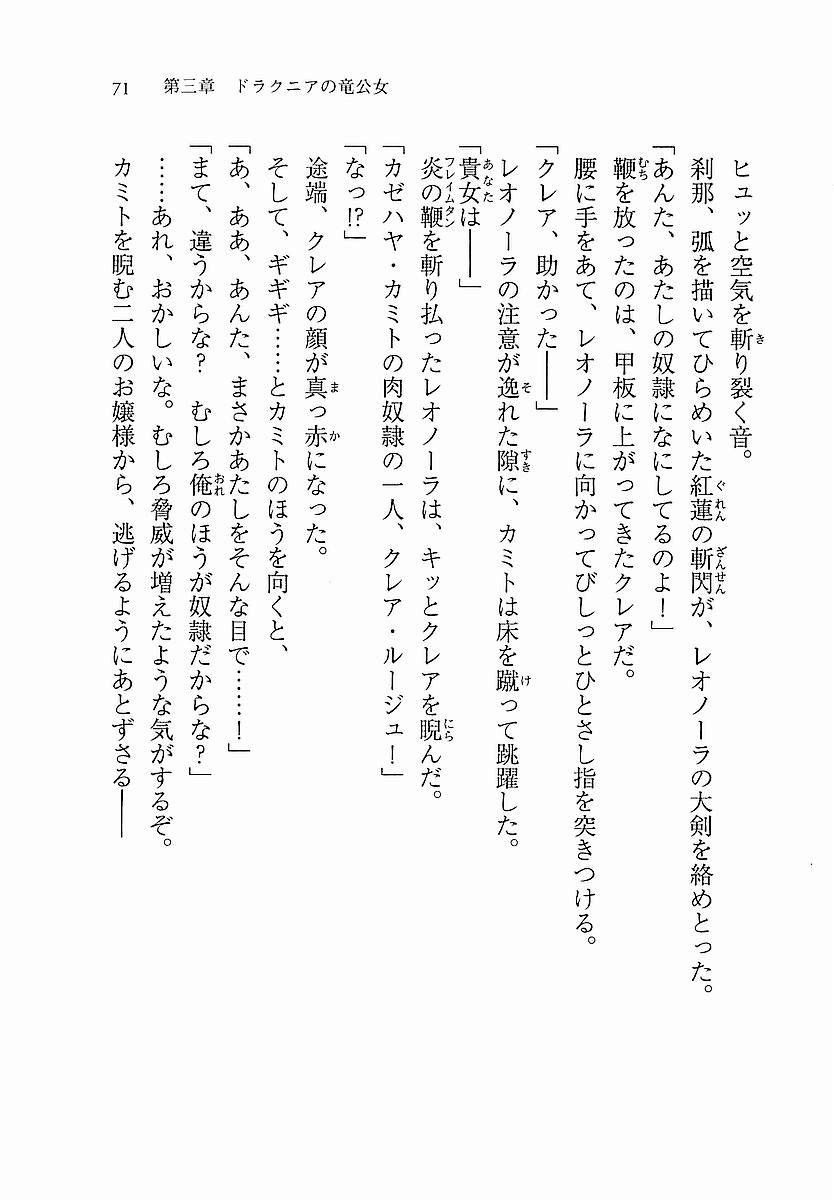 71　第三章　ドラクニアの竜公女
ヒュッと空気を斬り裂く音。
刹那、弧を描いてひらめいた紅蓮の斬閃が、レオノーラの大剣を絡めとった。
「あんた、あたしの奴隷になにしてるのよ！」
鞭を放ったのは、甲板に上がってきたクレアだ。
腰に手をあて、レオノーラに向かってびしっとひとさし指を突きつける。
「クレア、助かった――」
レオノーラの注意が逸れた隙に、カミトは床を蹴って跳躍した。
「貴女は――」
炎の鞭を斬り払ったレオノーラは、キッとクレアを睨んだ。
「カゼハヤ・カミトの肉奴隷の一人、クレア・ルージュ！」
「なっ!?」
途端、クレアの顔が真っ赤になった。
そして、ギギギ……とカミトのほうを向くと、
「あ、ああ、あんた、まさかあたしをそんな目で……！」
「まて、違うからな？　むしろ俺のほうが奴隷だからな？」
……あれ、おかしいな。むしろ脅威が増えたような気がするぞ。
カミトを睨む二人のお嬢様から、逃げるようにあとずさる――